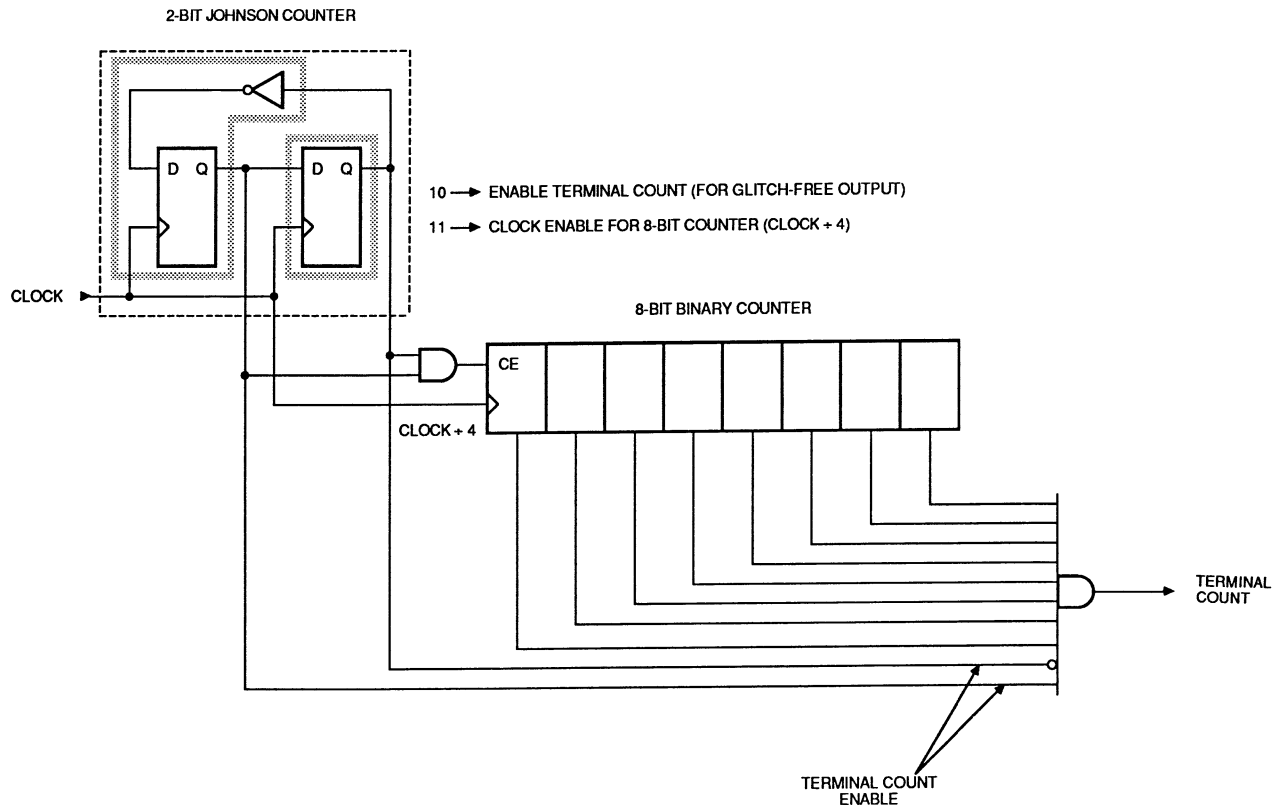 2-BIT JOHNSON COUNTER
D Q
D Q
10 → ENABLE TERMINAL COUNT (FOR GLITCH-FREE OUTPUT)
11 → CLOCK ENABLE FOR 8-BIT COUNTER (CLOCK ÷ 4)
CLOCK
8-BIT BINARY COUNTER
CE
CLOCK ÷ 4
TERMINAL
COUNT
TERMINAL COUNT
ENABLE